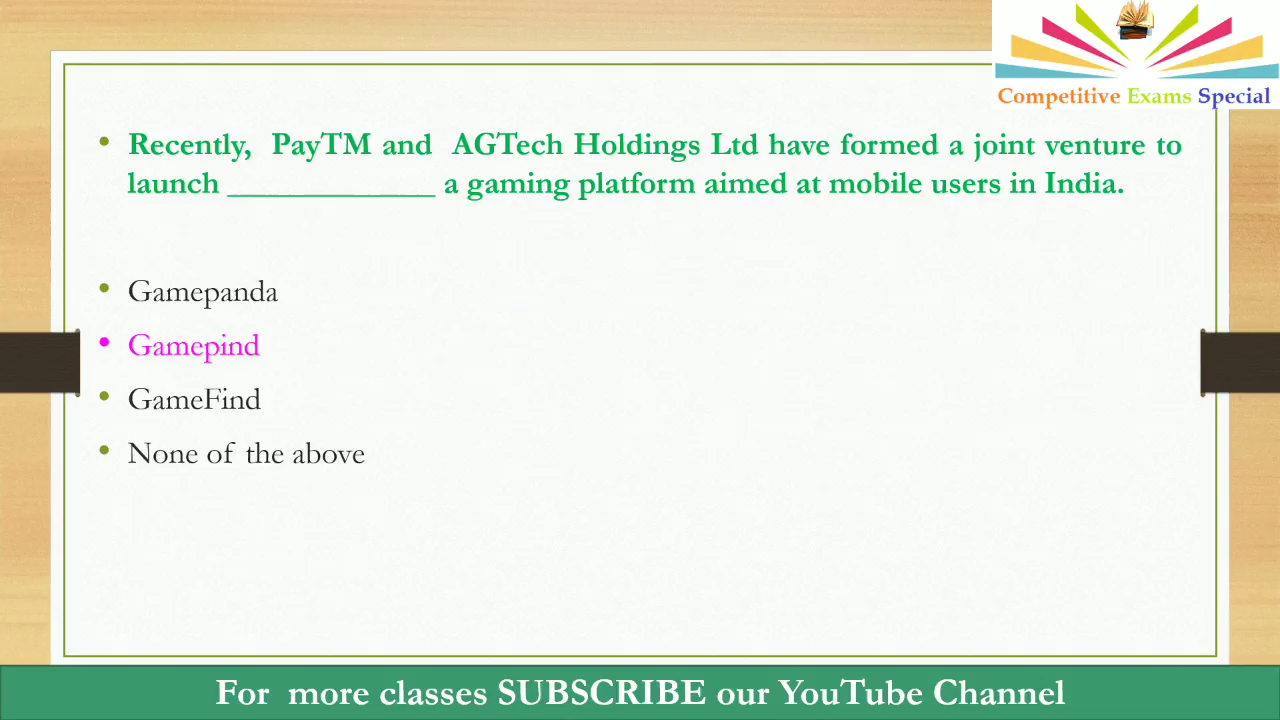 Competitive Exams Special
• Recently, PayTM and AGTech Holdings Ltd have formed a joint venture to
launch ______________ a gaming platform aimed at mobile users in India.
• Gamepanda
• Gamepind
• GameFind
• None of the above
For more classes SUBSCRIBE our YouTube Channel